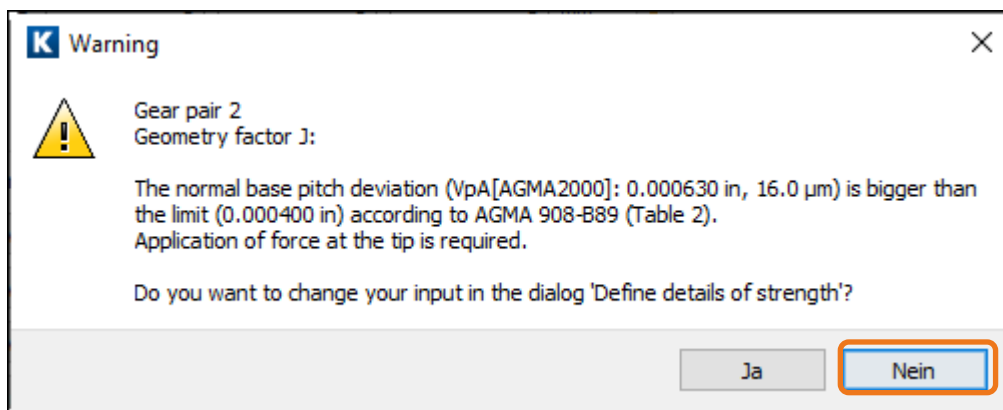 K Warning
Gear pair 2
Geometry factor J:
The normal base pitch deviation (VpA[AGMA2000]: 0.000630 in, 16.0 μm) is bigger than
the limit (0.000400 in) according to AGMA 908-B89 (Table 2).
Application of force at the tip is required.
Do you want to change your input in the dialog 'Define details of strength'?
Ja Nein